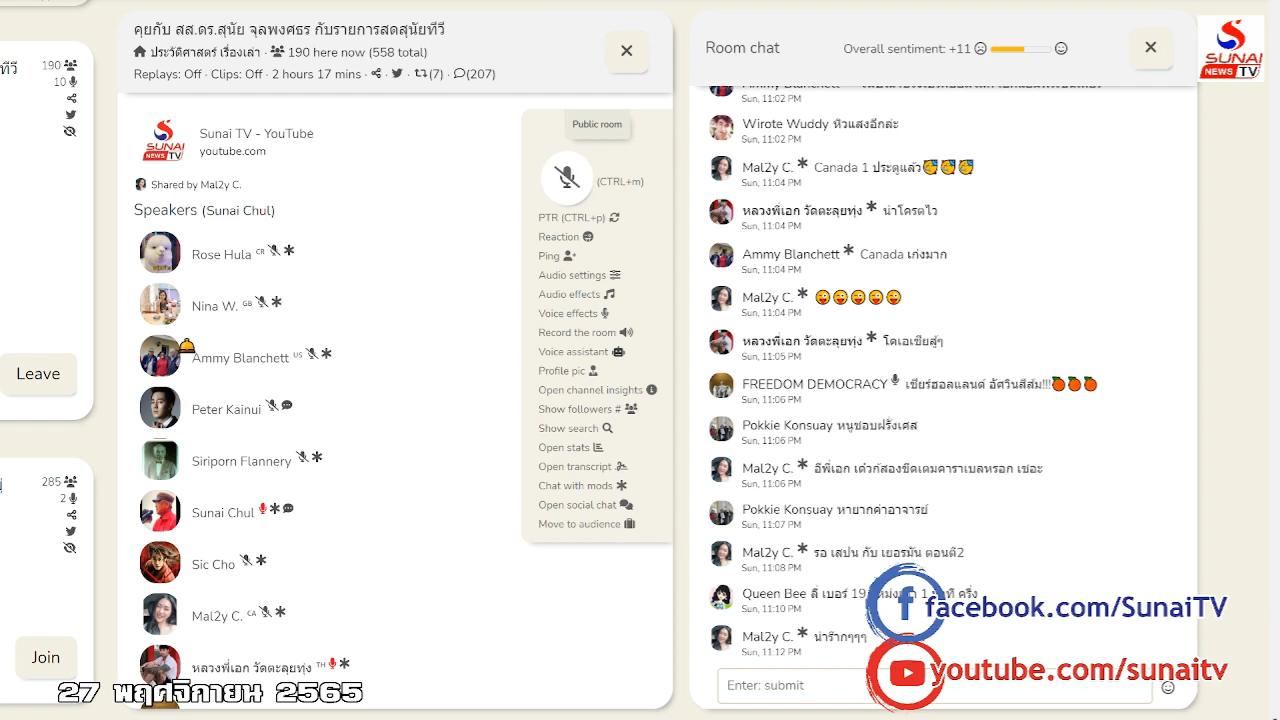 ทีวี
190
10
Leave
285
2
Join
คุยกับ สส.ดร.สุนัย จุลพงศธร กับรายการสดสุนัยทีวี
ประวัติศาสตร์ เรื่องเล่า · 190 here now (558 total)
Replays: Off · Clips: Off · 2 hours 17 mins · · · (7) · (207)
SUNAI
NEWS TV
Sunai TV - YouTube
youtube.com
Shared by Mal2y C.
Speakers (Sunai Chul)
Rose Hula CR
Nina W. GB
Ammy Blanchett US
Peter Kainui
Siriporn Flannery
Sunai Chul
Sic Cho
Mal2y C. CA
หลวงพี่เอก วัดตะลุยทุ่ง TH
Public room
(CTRL+m)
PTR (CTRL+p)
Reaction
Ping
Audio settings
Audio effects
Voice effects
Record the room
Voice assistant
Profile pic
Open channel insights
Show followers #
Show search
Open stats
Open transcript
Chat with mods
Open social chat
Move to audience
Room chat
Overall sentiment: +11
Sun, 11:02 PM
Wirote Wuddy หิวแสงอีกล่ะ
Sun, 11:02 PM
Mal2y C. * Canada 1 ประตูแล้ว🥳🥳🥳
Sun, 11:04 PM
หลวงพี่เอก วัดตะลุยทุ่ง * น่าโครตไว
Sun, 11:04 PM
Ammy Blanchett * Canada เก่งมาก
Sun, 11:04 PM
Mal2y C. * 😜😜😜😜😜
Sun, 11:04 PM
หลวงพี่เอก วัดตะลุยทุ่ง * โคเอเชียสู้ๆ
Sun, 11:05 PM
FREEDOM DEMOCRACY เชียร์ฮอลแลนด์ อัศวินสีส้ม!!!🍊🍊🍊
Sun, 11:06 PM
Pokkie Konsuay หนูชอบฝรั่งเศส
Sun, 11:06 PM
Mal2y C. * อีพี่เอก เด๋วก้สองขีดเตมคาราเบลหรอก เชอะ
Sun, 11:06 PM
Pokkie Konsuay หายากค่าอาจารย์
Sun, 11:07 PM
Mal2y C. * รอ เสปน กับ เยอรมัน ตอนตี2
Sun, 11:08 PM
Queen Bee ลี่ เบอร์ 19
Sun, 11:10 PM
Mal2y C. * น่าร๊ากๆๆๆ
Sun, 11:12 PM
Enter: submit
SUNAI
NEWS TV
facebook.com/SunaiTV
youtube.com/sunaitv
27 พฤศจิกายน 2565